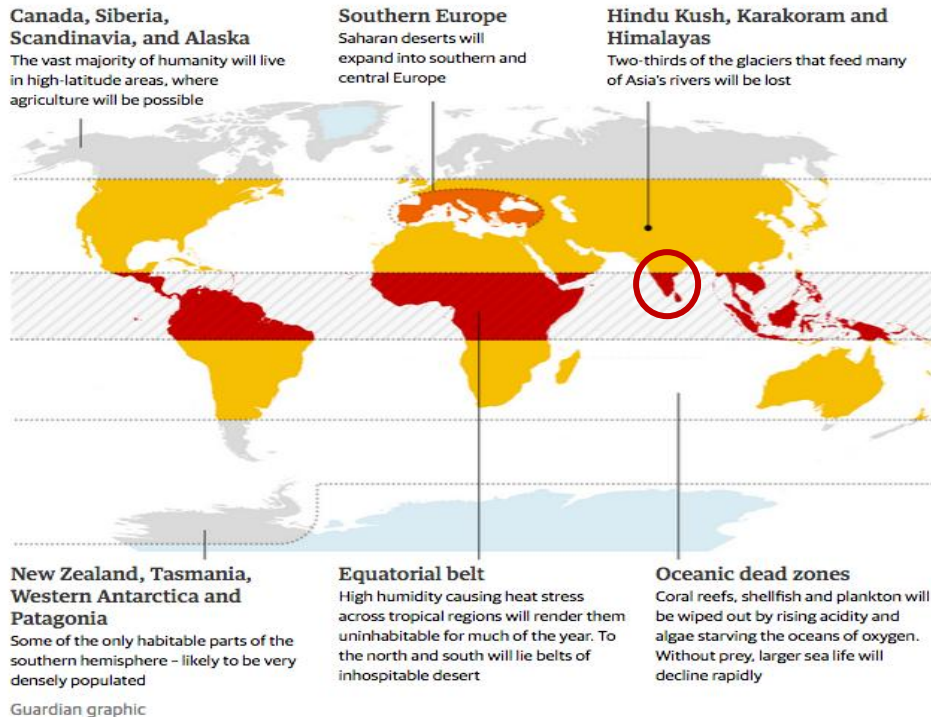 Canada, Siberia,
Scandinavia, and Alaska
The vast majority of humanity will live
in high-latitude areas, where
agriculture will be possible
Southern Europe
Saharan deserts will
expand into southern and
central Europe
Hindu Kush, Karakoram and
Himalayas
Two-thirds of the glaciers that feed many
of Asia's rivers will be lost
New Zealand, Tasmania,
Western Antarctica and
Patagonia
Some of the only habitable parts of the
southern hemisphere – likely to be very
densely populated
Equatorial belt
High humidity causing heat stress
across tropical regions will render them
uninhabitable for much of the year. To
the north and south will lie belts of
inhospitable desert
Oceanic dead zones
Coral reefs, shellfish and plankton will
be wiped out by rising acidity and
algae starving the oceans of oxygen.
Without prey, larger sea life will
decline rapidly
Guardian graphic